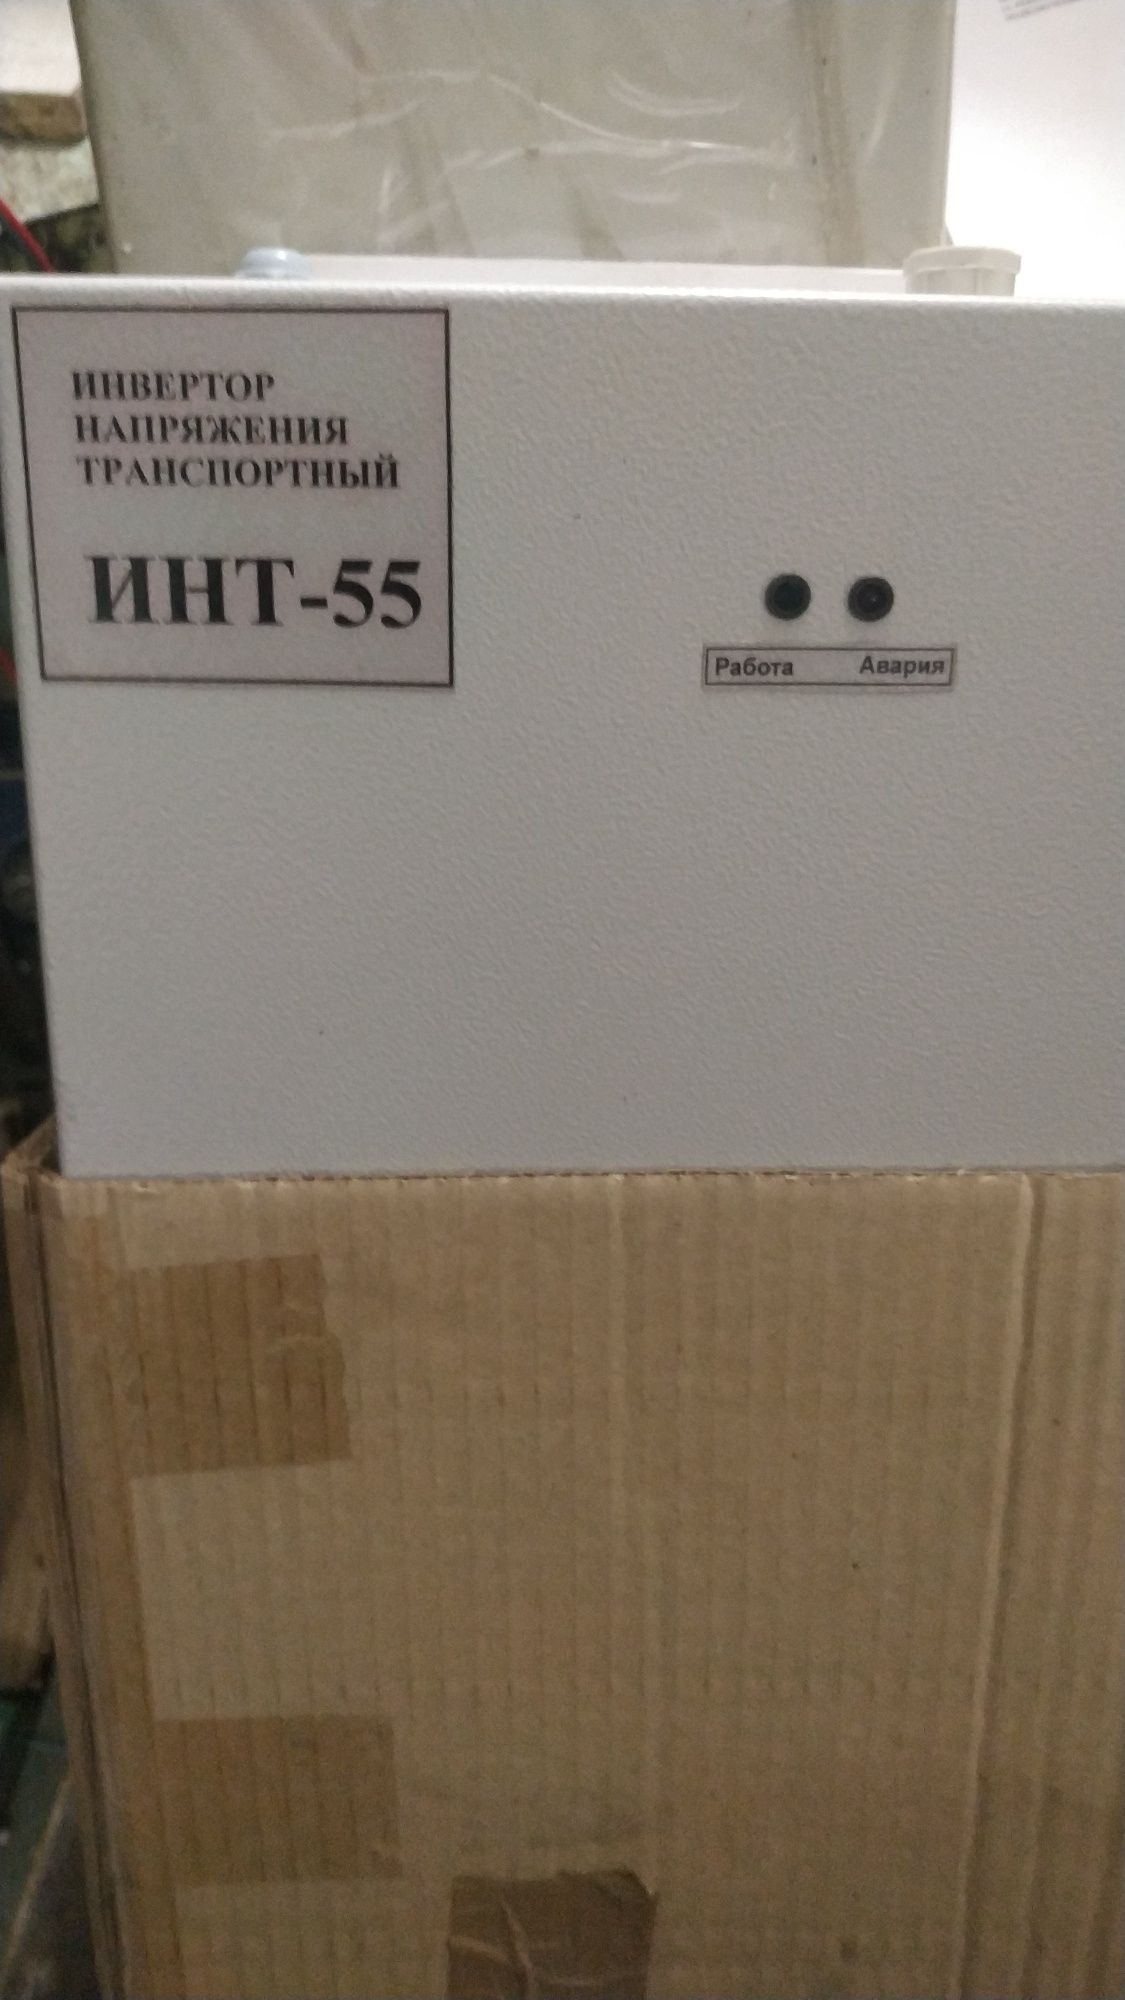 ИНВЕРТОР
НАПРЯЖЕНИЯ
ТРАНСПОРТНЫЙ
ИНТ-55
Работа Авария